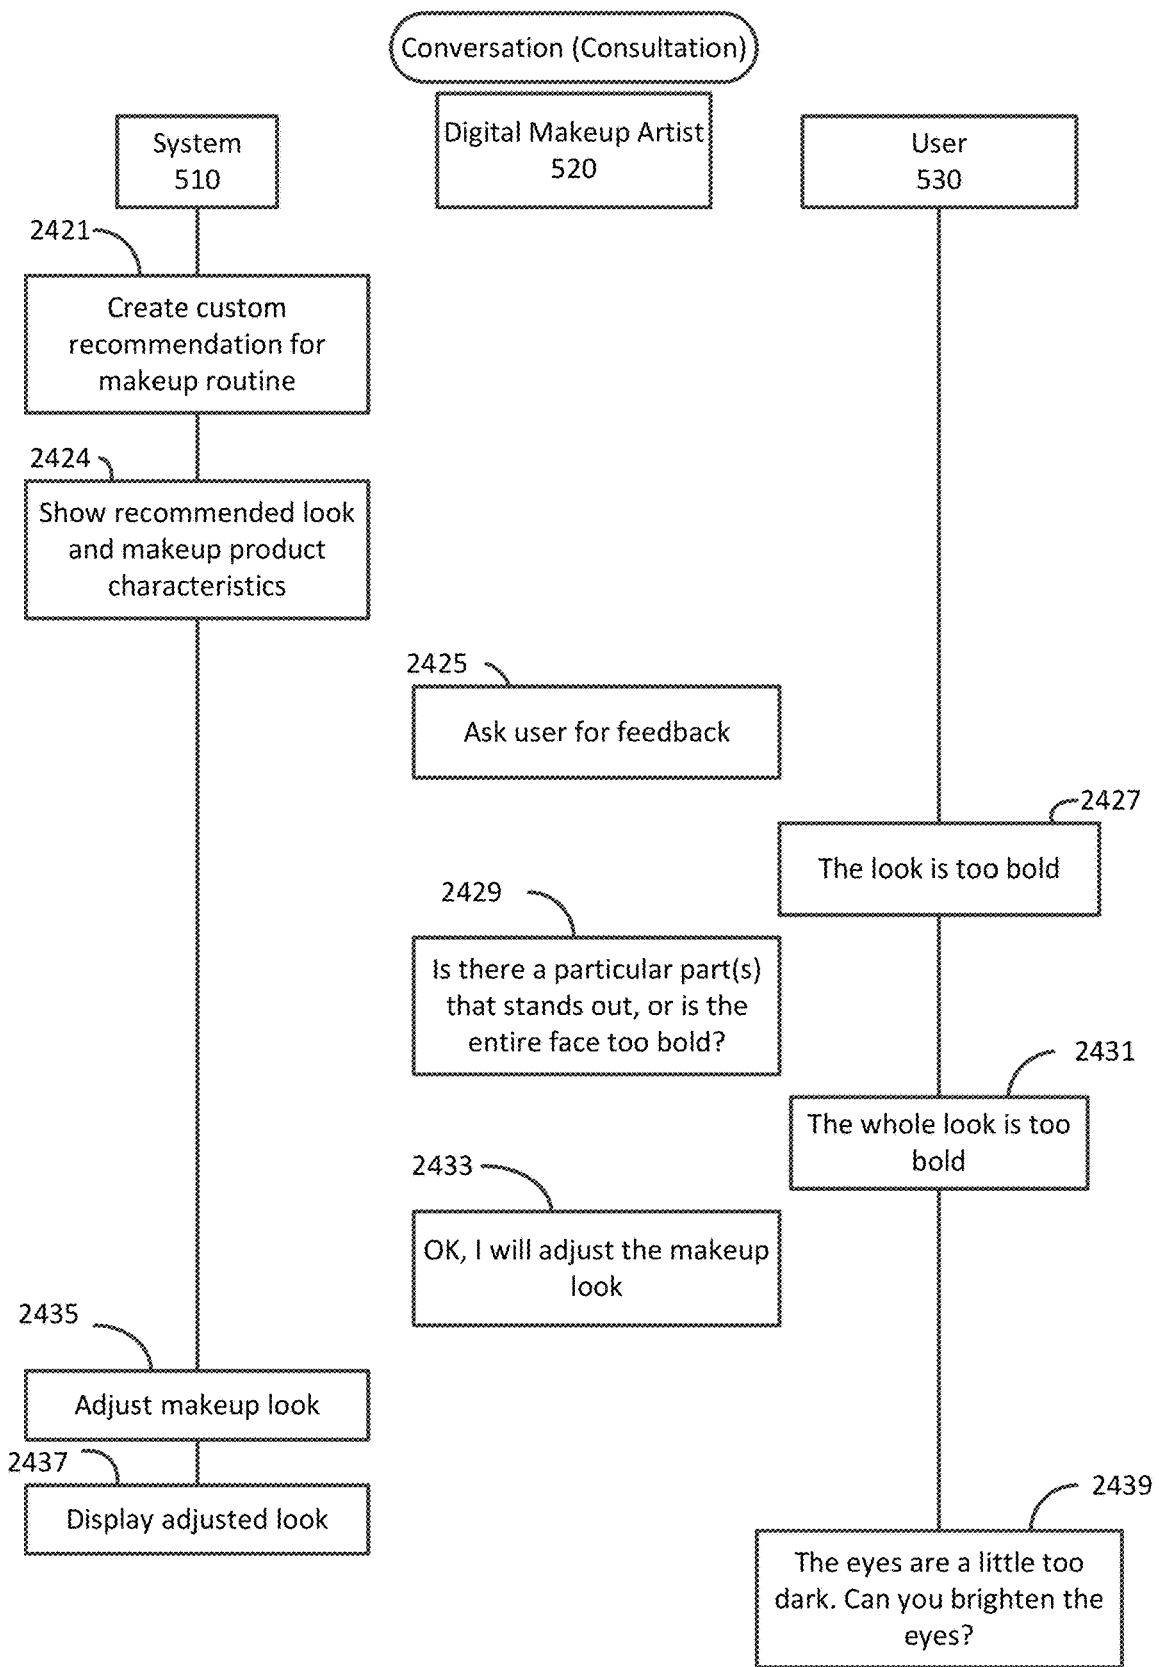 Conversation (Consultation)
System
510
Digital Makeup Artist
520
User
530
2421
Create custom
recommendation for
makeup routine
2424
Show recommended look
and makeup product
characteristics
2425
Ask user for feedback
2427
The look is too bold
2429
Is there a particular part(s)
that stands out, or is the
entire face too bold?
2431
The whole look is too
bold
2433
OK, I will adjust the makeup
look
2435
Adjust makeup look
2437
Display adjusted look
2439
The eyes are a little too
dark. Can you brighten the
eyes?